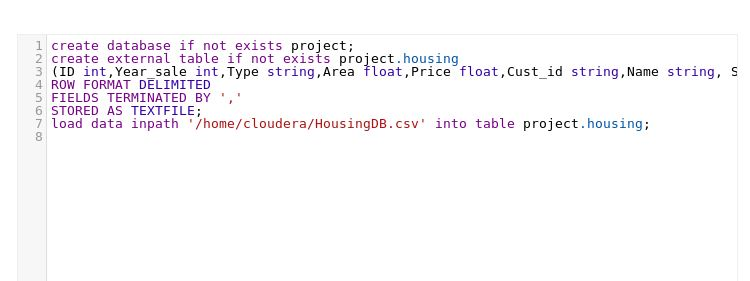 1 create database if not exists project;
2 create external table if not exists project.housing
3 (ID int,Year_sale int,Type string,Area float,Price float,Cust_id string,Name string, S
4 ROW FORMAT DELIMITED
5 FIELDS TERMINATED BY ','
6 STORED AS TEXTFILE;
7 load data inpath '/home/cloudera/HousingDB.csv' into table project.housing;
8